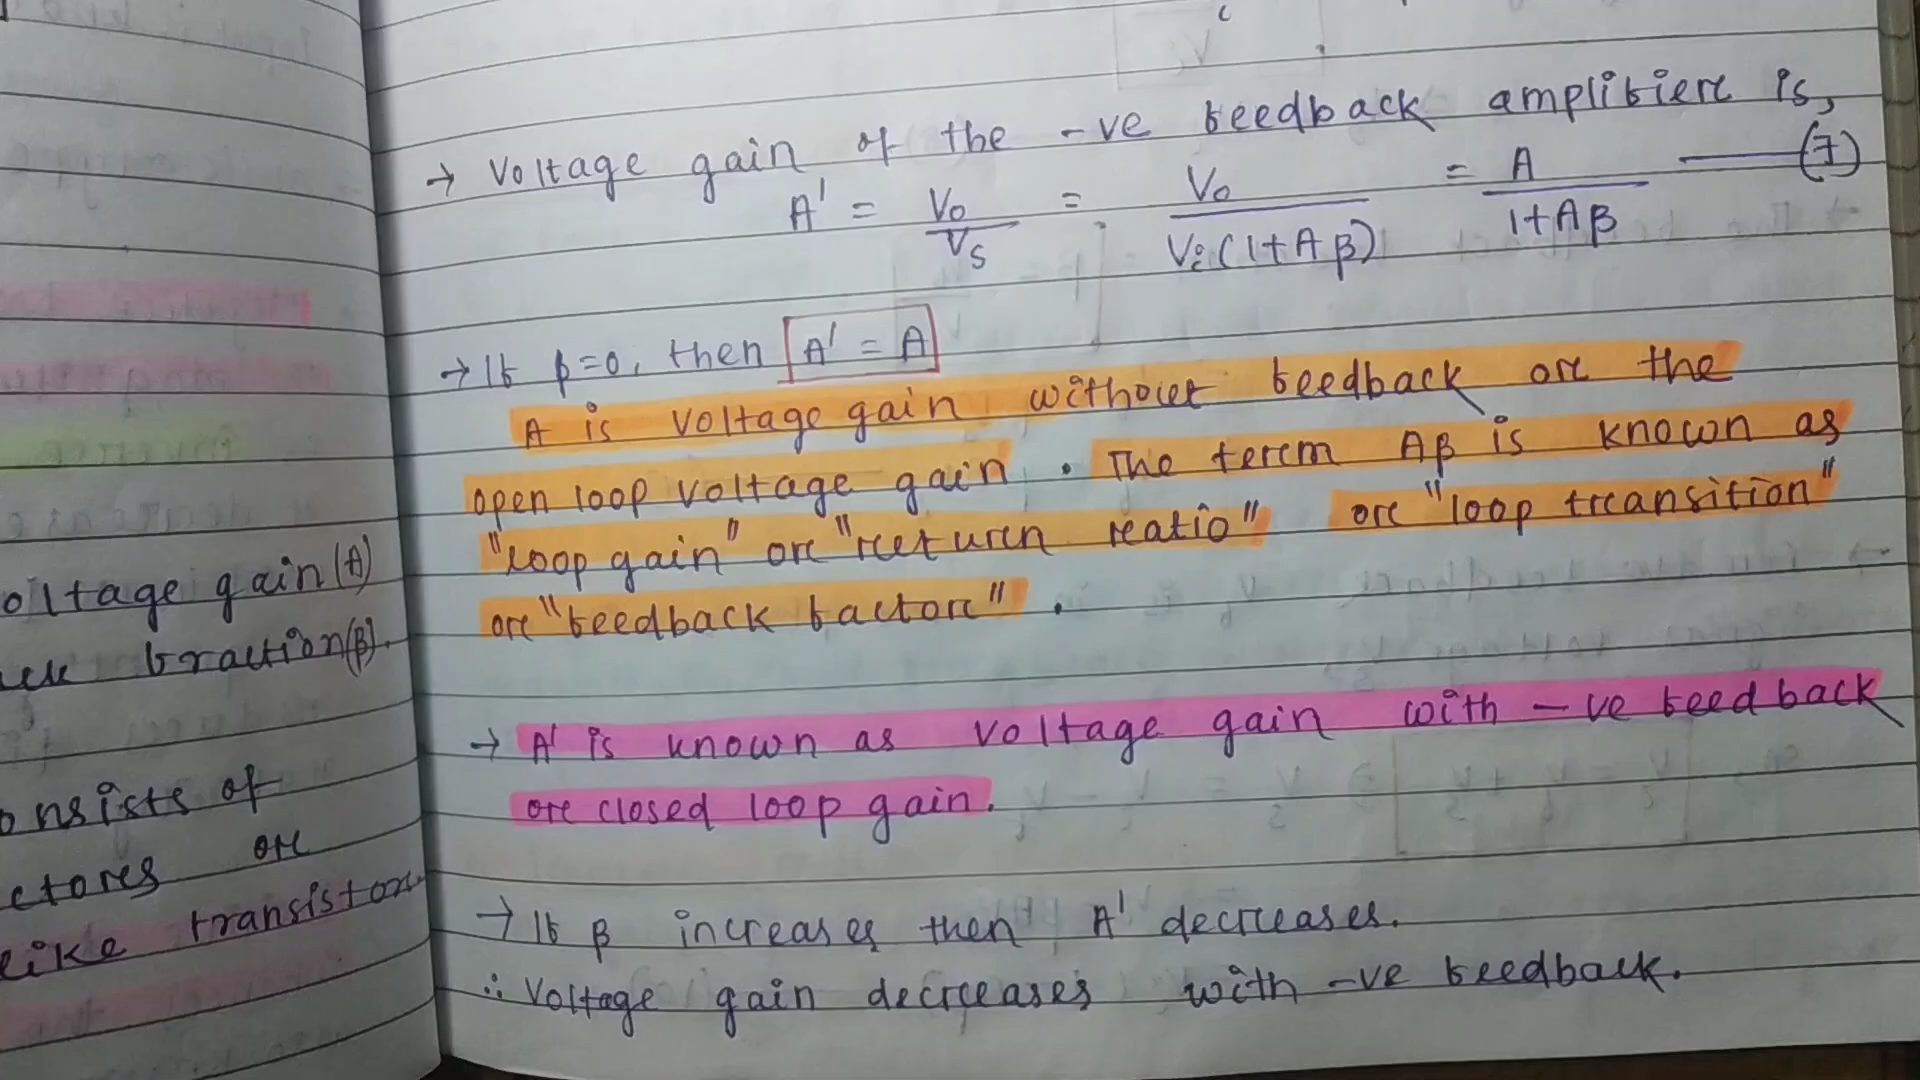 → Voltage gain of the -ve feedback amplifier is,
A' = Vo/Vs = Vo/Vi(1+Aβ) = A/1+Aβ —— (7)
→ If β=0, then A' = A
A is voltage gain without feedback or the
open loop voltage gain. The term Aβ is known as
"loop gain" or "return ratio" or "loop transition"
or "feedback factor".
→ A' is known as voltage gain with -ve feedback
or closed loop gain.
→ If β increases then A' decreases.
∴ Voltage gain decreases with -ve feedback.
oltage gain(A)
fraction(β).
onsists of
ctores or
like transistor